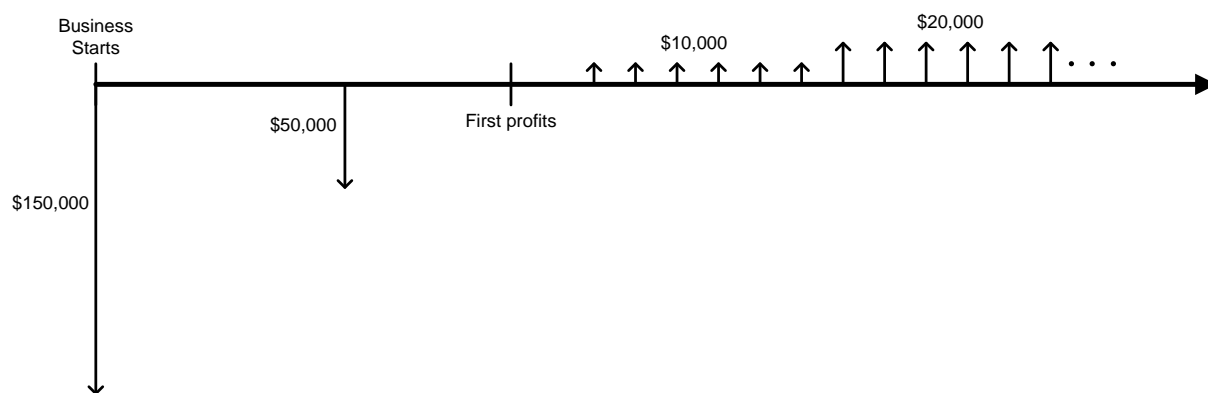 Business
Starts
$10,000
$20,000
$50,000
First profits
$150,000
. . .